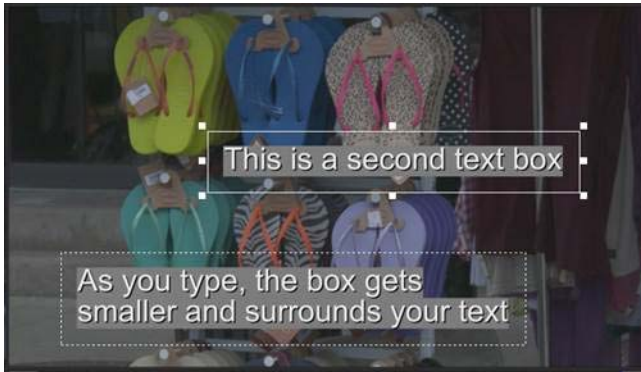 This is a second text box
As you type, the box gets
smaller and surrounds your text